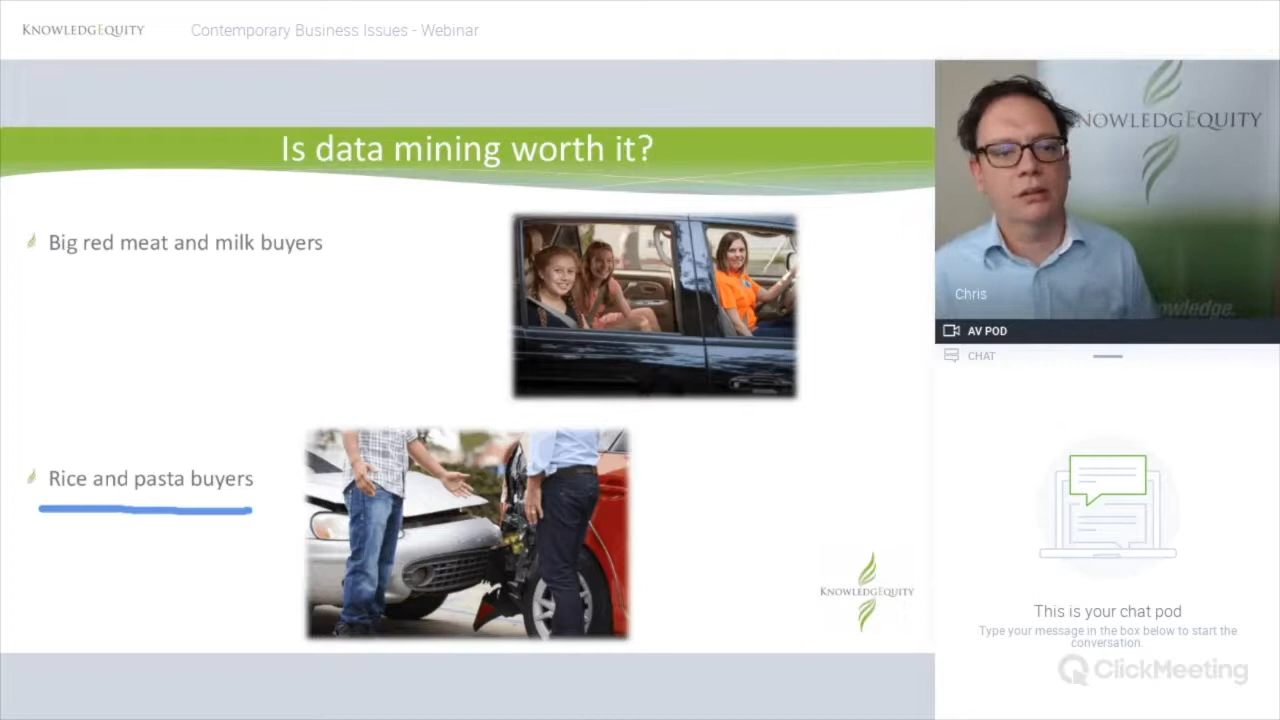 KNOWLEDGEQUITY
Contemporary Business Issues - Webinar
Is data mining worth it?
Big red meat and milk buyers
Rice and pasta buyers
KNOWLEDGEQUITY
KNOWLEDGEQUITY
wledge.
Chris
AV POD
CHAT
This is your chat pod
Type your message in the box below to start the
conversation.
ClickMeeting